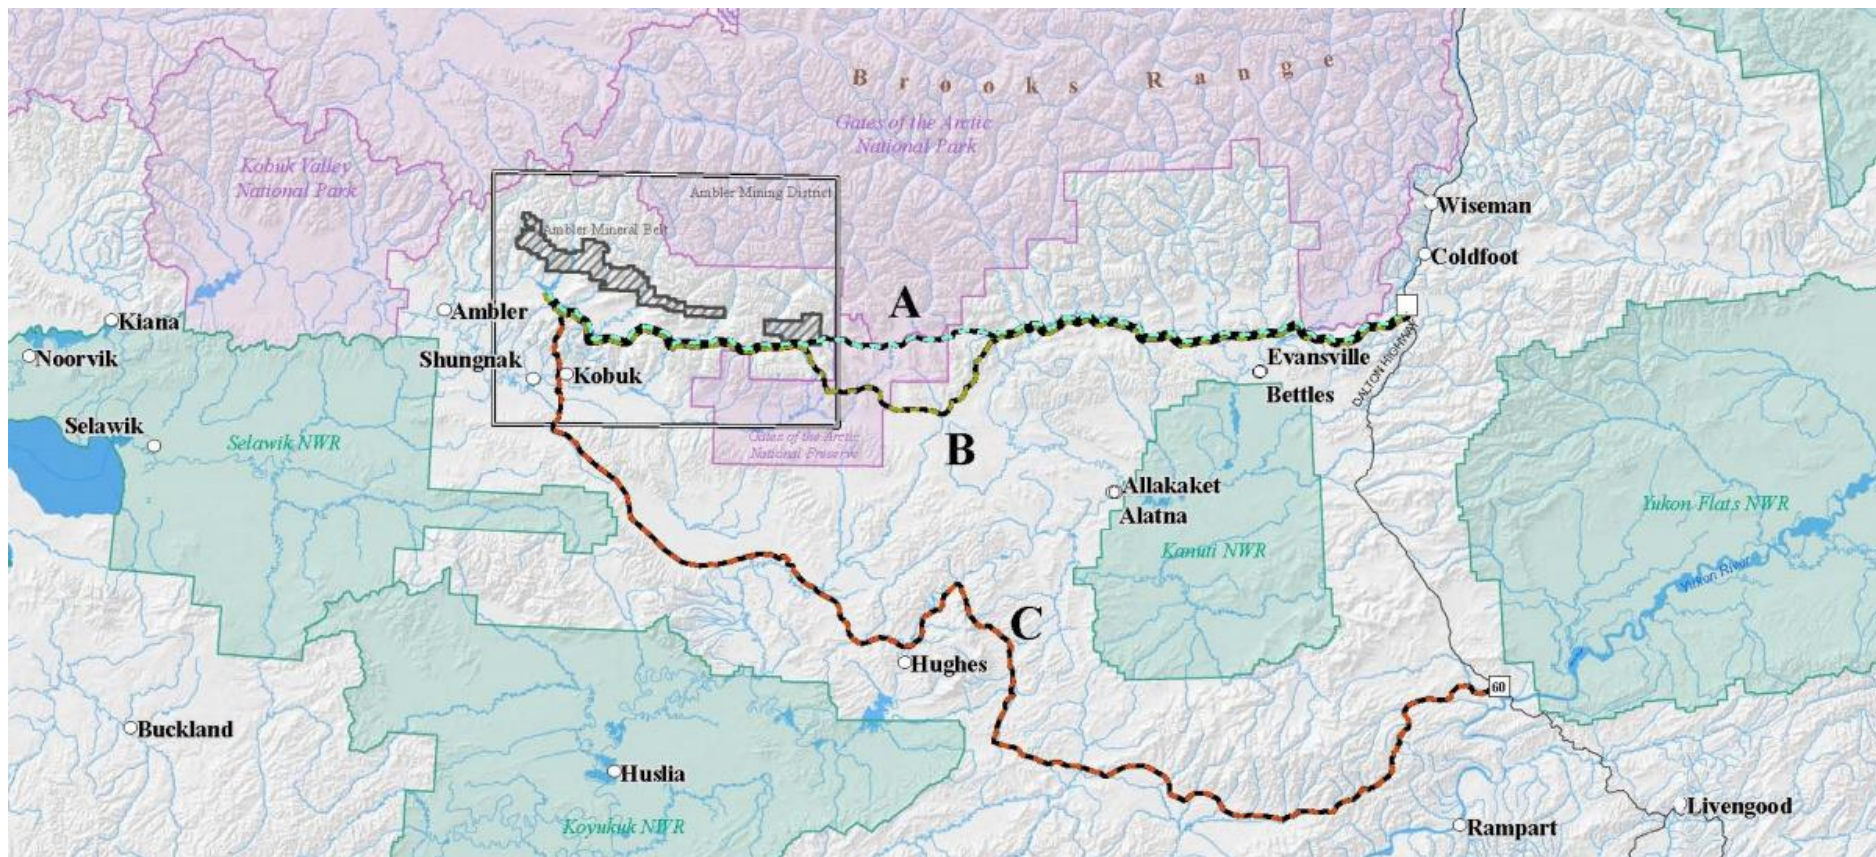 Brooks Range
Gates of the Arctic
National Park
Kobuk Valley
National Park
Ambler Mining District
Wiseman
Ambler Mineral Belt
Coldfoot
A
Ambler
Kiana
Noorvik
Shungnak
Kobuk
Evansville
Bettles
DALTON HIGHWAY
Selawik
Selawik NWR
Gates of the Arctic
National Preserve
B
Allakaket
Alatna
Kanuti NWR
Yukon Flats NWR
Yukon River
C
Hughes
60
Buckland
Huslia
Koyukuk NWR
Livengood
Rampart